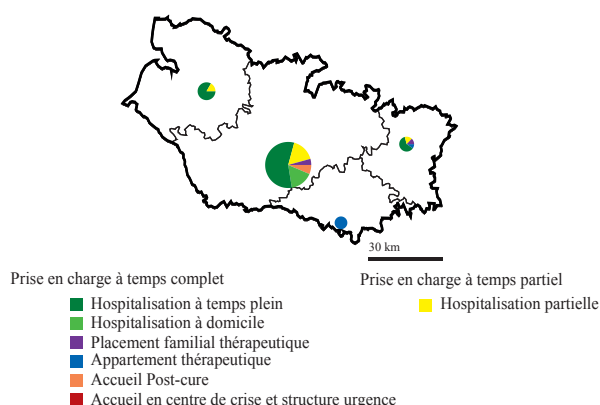 30 km
Prise en charge à temps complet
Hospitalisation à temps plein
Hospitalisation à domicile
Placement familial thérapeutique
Appartement thérapeutique
Accueil Post-cure
Accueil en centre de crise et structure urgence
Prise en charge à temps partiel
Hospitalisation partielle